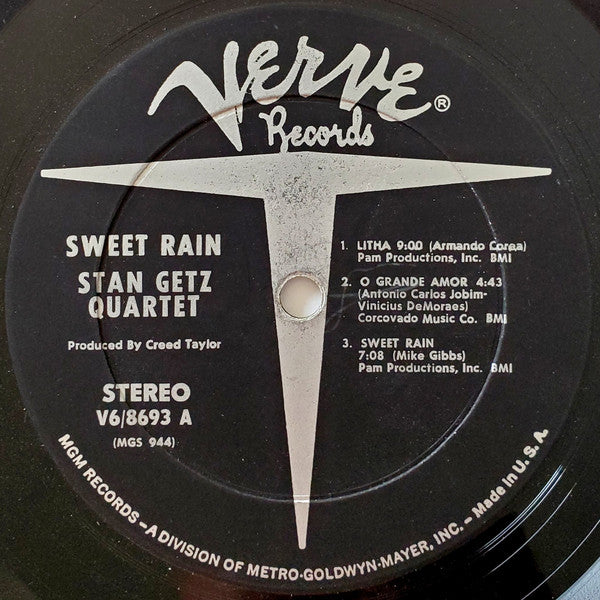 Verve®
Records
SWEET RAIN
STAN GETZ
QUARTET
Produced By Creed Taylor
STEREO
V6/8693 A
(MGS 944)
1. LITHA 9:00 (Armando Corea)
Pam Productions, Inc. BMI
2. O GRANDE AMOR 4:43
(Antonio Carlos Jobim-
Vinicius DeMoraes)
Corcovado Music Co. BMI
3. SWEET RAIN
7:08 (Mike Gibbs)
Pam Productions, Inc. BMI
MGM RECORDS – A DIVISION OF METRO-GOLDWYN-MAYER, INC. – Made In U.S.A.